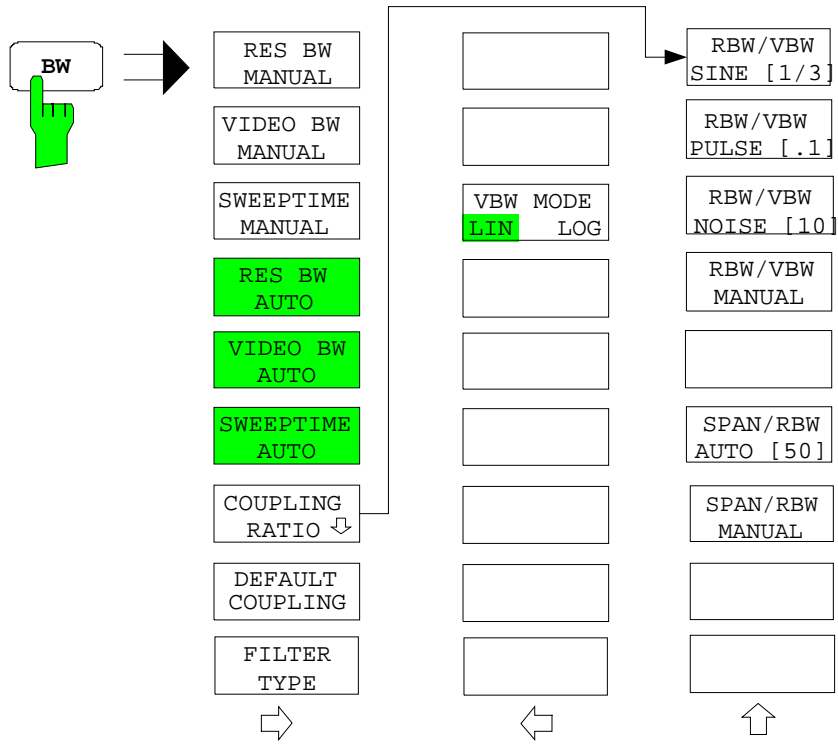 BW
RES BW
MANUAL
VIDEO BW
MANUAL
SWEEPTIME
MANUAL
RES BW
AUTO
VIDEO BW
AUTO
SWEEPTIME
AUTO
COUPLING
RATIO
DEFAULT
COUPLING
FILTER
TYPE
VBW MODE
LIN LOG
RBW/VBW
SINE [1/3]
RBW/VBW
PULSE [.1]
RBW/VBW
NOISE [10]
RBW/VBW
MANUAL
SPAN/RBW
AUTO [50]
SPAN/RBW
MANUAL